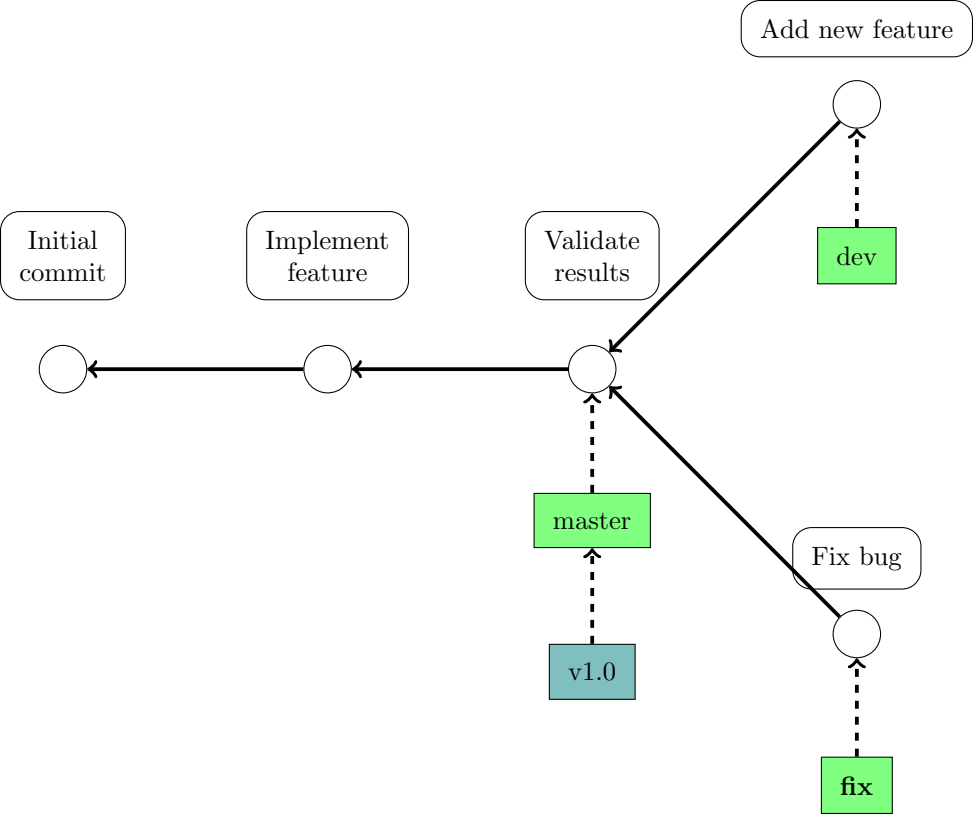 Add new feature
Initial
commit
Implement
feature
Validate
results
dev
master
Fix bug
v1.0
fix